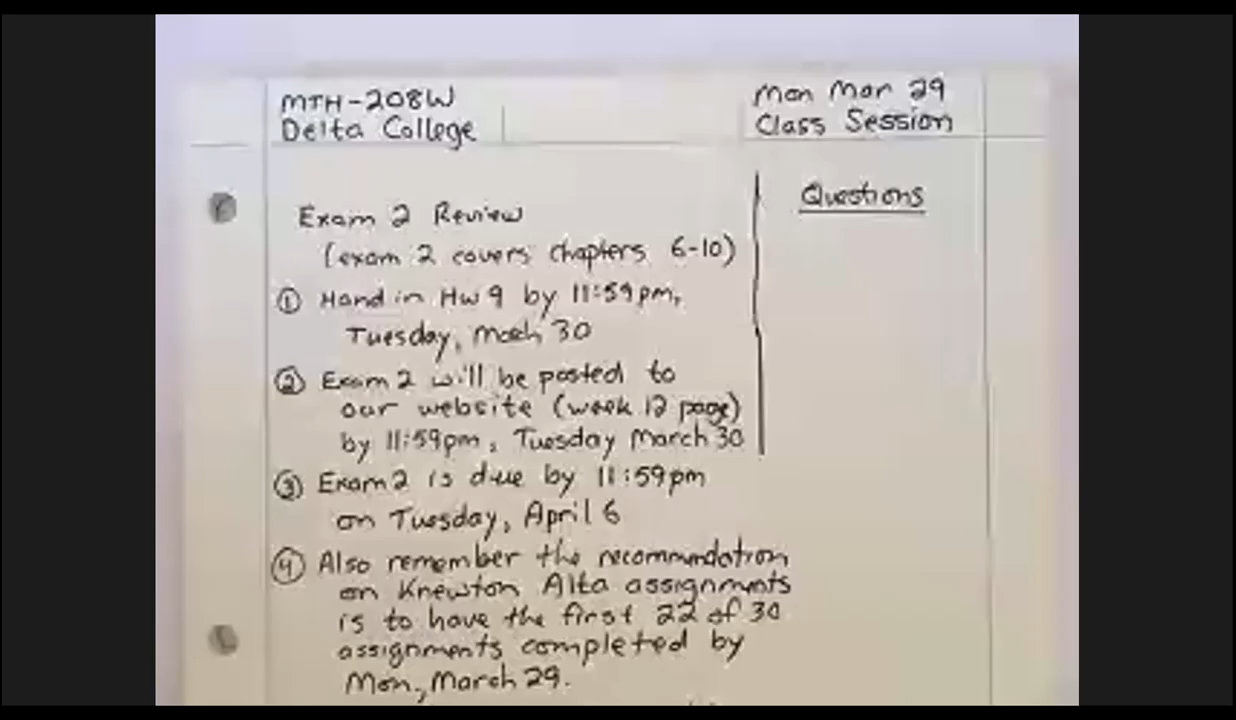 MTH-208W
Delta College
Mon Mar 29
Class Session
Questions
Exam 2 Review
(exam 2 covers chapters 6-10)
① Hand in HW 9 by 11:59pm,
Tuesday, March 30
② Exam 2 will be posted to
our website (week 12 page)
by 11:59pm, Tuesday March 30
③ Exam 2 is due by 11:59pm
on Tuesday, April 6
④ Also remember the recommendation
on Knewton Alta assignments
is to have the first 22 of 30
assignments completed by
Mon, March 29.